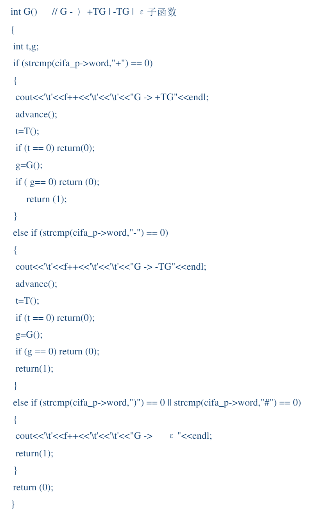 int G()      // G - 〉 +TG | -TG | ε 子函数
{
int t,g;
if (strcmp(cifa_p->word,"+") == 0)
}
cout<<'\t'<<f++<<'\t'<<'\t'<<"G -> +TG"<<endl;
advance();
t=T();
if (t == 0) return(0);
g=G();
if ( g== 0) return (0);
return (1);
}
else if (strcmp(cifa_p->word,"-") == 0)
{
cout<<'\t'<<f++<<'\t'<<'\t'<<"G -> -TG"<<endl;
advance();
t=T();
if (t == 0) return(0);
g=G();
if (g == 0) return (0);
return(1);
}
else if (strcmp(cifa_p->word,")") == 0 || strcmp(cifa_p->word,"#") == 0)
{
cout<<'\t'<<f++<<'\t'<<'\t'<<"G ->      ε "<<endl;
return(1);
}
return (0);
}